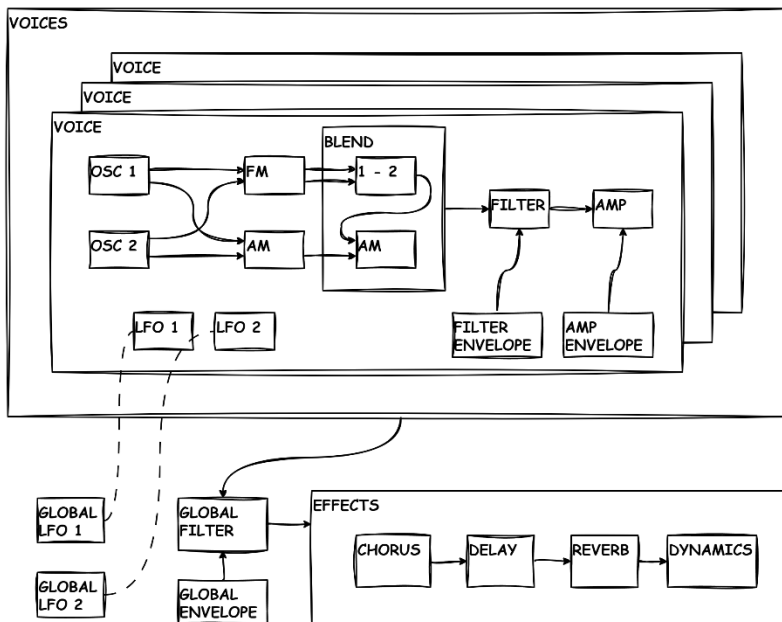 VOICES
VOICE
VOICE
VOICE
BLEND
OSC 1
FM
1 - 2
FILTER
AMP
OSC 2
AM
AM
LFO 1
LFO 2
FILTER
ENVELOPE
AMP
ENVELOPE
GLOBAL
LFO 1
GLOBAL
FILTER
EFFECTS
CHORUS
DELAY
REVERB
DYNAMICS
GLOBAL
LFO 2
GLOBAL
ENVELOPE